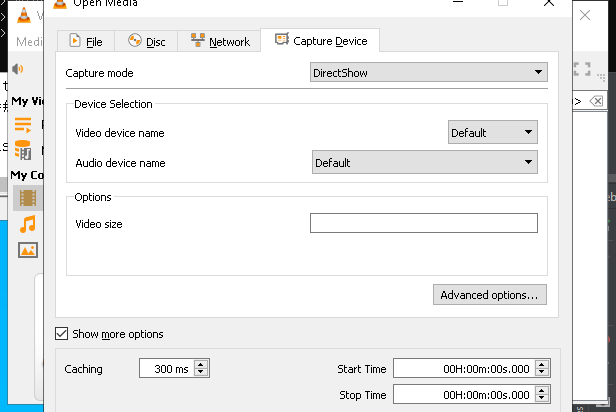 Open Media
Medi
File
Disc
Network
Capture Device
Capture mode
DirectShow
My Vi
Device Selection
Video device name
Default
Audio device name
Default
My Co
Options
Video size
Advanced options...
Show more options
Caching
300 ms
Start Time
00H:00m:00s.000
Stop Time
00H:00m:00s.000